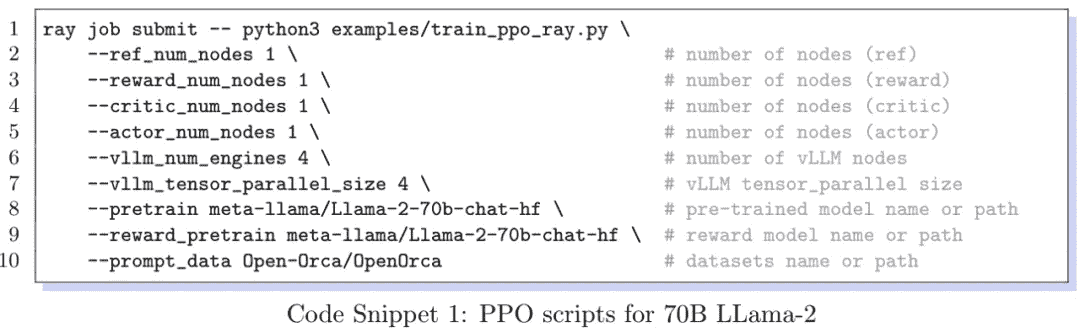 1 ray job submit -- python3 examples/train_ppo_ray.py \
2 --ref_num_nodes 1 \ # number of nodes (ref)
3 --reward_num_nodes 1 \ # number of nodes (reward)
4 --critic_num_nodes 1 \ # number of nodes (critic)
5 --actor_num_nodes 1 \ # number of nodes (actor)
6 --vllm_num_engines 4 \ # number of vLLM nodes
7 --vllm_tensor_parallel_size 4 \ # vLLM tensor_parallel size
8 --pretrain meta-llama/Llama-2-70b-chat-hf \ # pre-trained model name or path
9 --reward_pretrain meta-llama/Llama-2-70b-chat-hf \ # reward model name or path
10 --prompt_data Open-Orca/OpenOrca # datasets name or path
Code Snippet 1: PPO scripts for 70B LLama-2